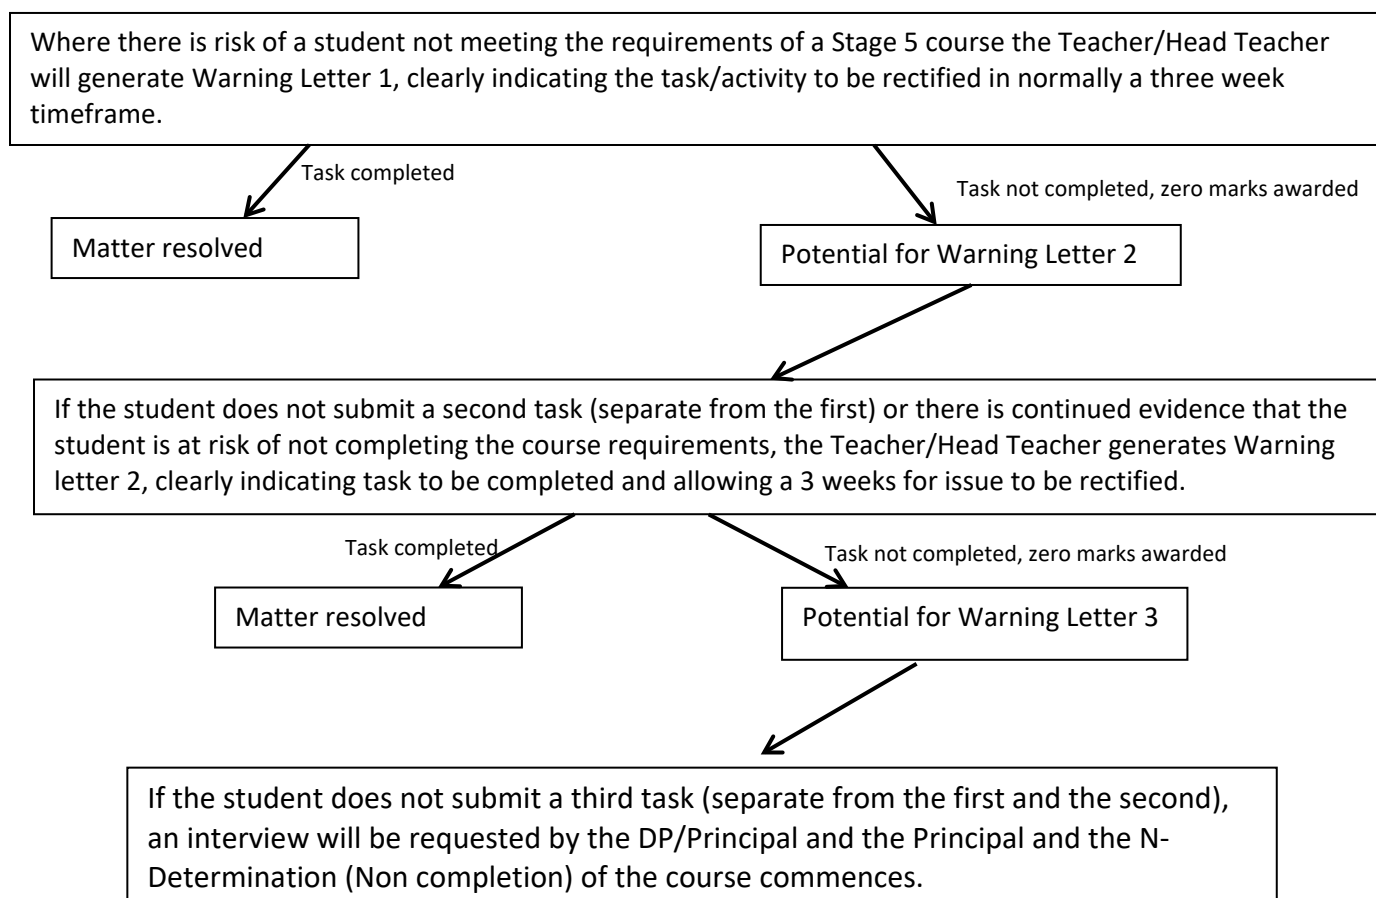 Where there is risk of a student not meeting the requirements of a Stage 5 course the Teacher/Head Teacher
will generate Warning Letter 1, clearly indicating the task/activity to be rectified in normally a three week
timeframe.
Task completed
Task not completed, zero marks awarded
Matter resolved
Potential for Warning Letter 2
If the student does not submit a second task (separate from the first) or there is continued evidence that the
student is at risk of not completing the course requirements, the Teacher/Head Teacher generates Warning
letter 2, clearly indicating task to be completed and allowing a 3 weeks for issue to be rectified.
Task completed
Task not completed, zero marks awarded
Matter resolved
Potential for Warning Letter 3
If the student does not submit a third task (separate from the first and the second),
an interview will be requested by the DP/Principal and the Principal and the N-
Determination (Non completion) of the course commences.